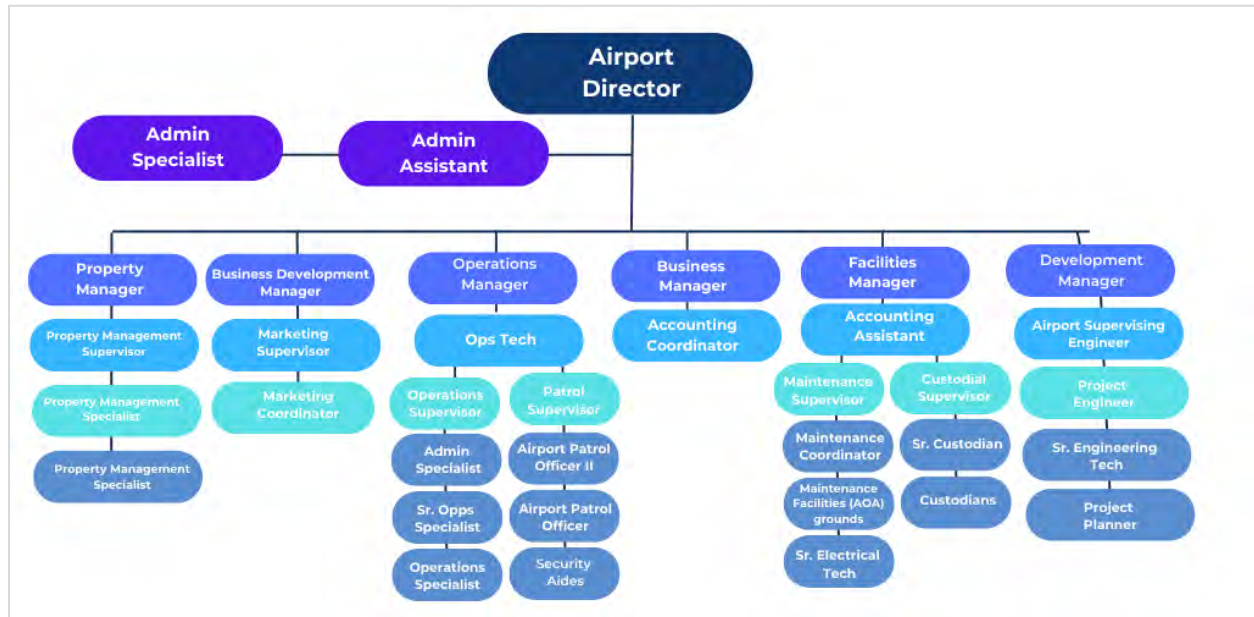 Airport
Director
Admin
Specialist
Admin
Assistant
Property
Manager
Business Development
Manager
Operations
Manager
Business
Manager
Facilities
Manager
Development
Manager
Property Management
Supervisor
Marketing
Supervisor
Ops Tech
Accounting
Coordinator
Accounting
Assistant
Airport Supervising
Engineer
Property Management
Specialist
Marketing
Coordinator
Operations
Supervisor
Patrol
Supervisor
Maintenance
Supervisor
Custodial
Supervisor
Project
Engineer
Property Management
Specialist
Admin
Specialist
Airport Patrol
Officer II
Maintenance
Coordinator
Sr. Custodian
Sr. Engineering
Tech
Sr. Opps
Specialist
Airport Patrol
Officer
Maintenance
Facilities (AOA)
grounds
Custodians
Project
Planner
Operations
Specialist
Security
Aides
Sr. Electrical
Tech